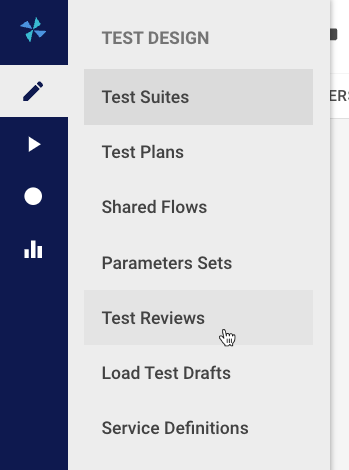 TEST DESIGN
Test Suites
ERS
Test Plans
Shared Flows
Parameters Sets
Test Reviews
Load Test Drafts
Service Definitions